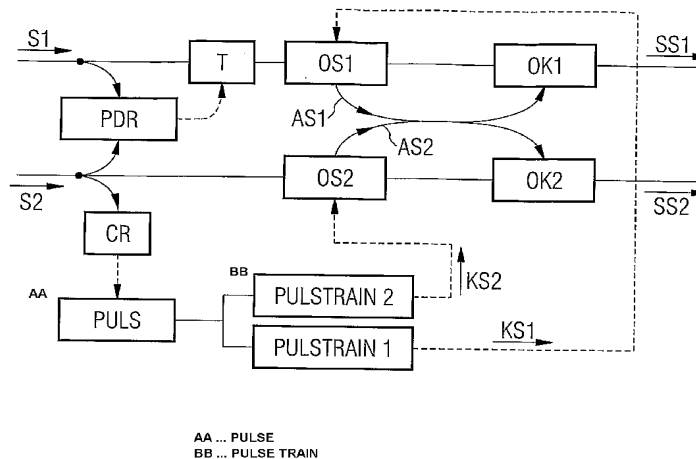 S1
T
OS1
OK1
SS1
PDR
AS1
AS2
S2
OS2
OK2
SS2
CR
AA
PULS
BB
PULSTRAIN 2
KS2
PULSTRAIN 1
KS1
AA ... PULSE
BB ... PULSE TRAIN